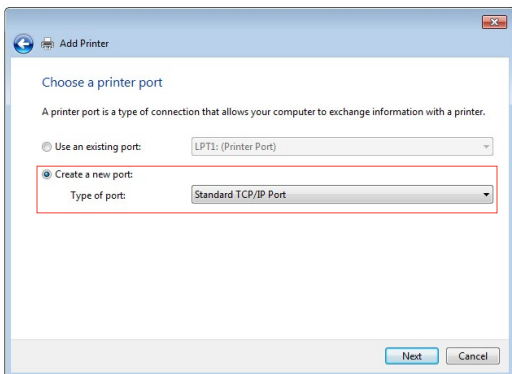 Add Printer
Choose a printer port
A printer port is a type of connection that allows your computer to exchange information with a printer.
Use an existing port: LPT1: (Printer Port)
Create a new port:
Type of port: Standard TCP/IP Port
Next Cancel